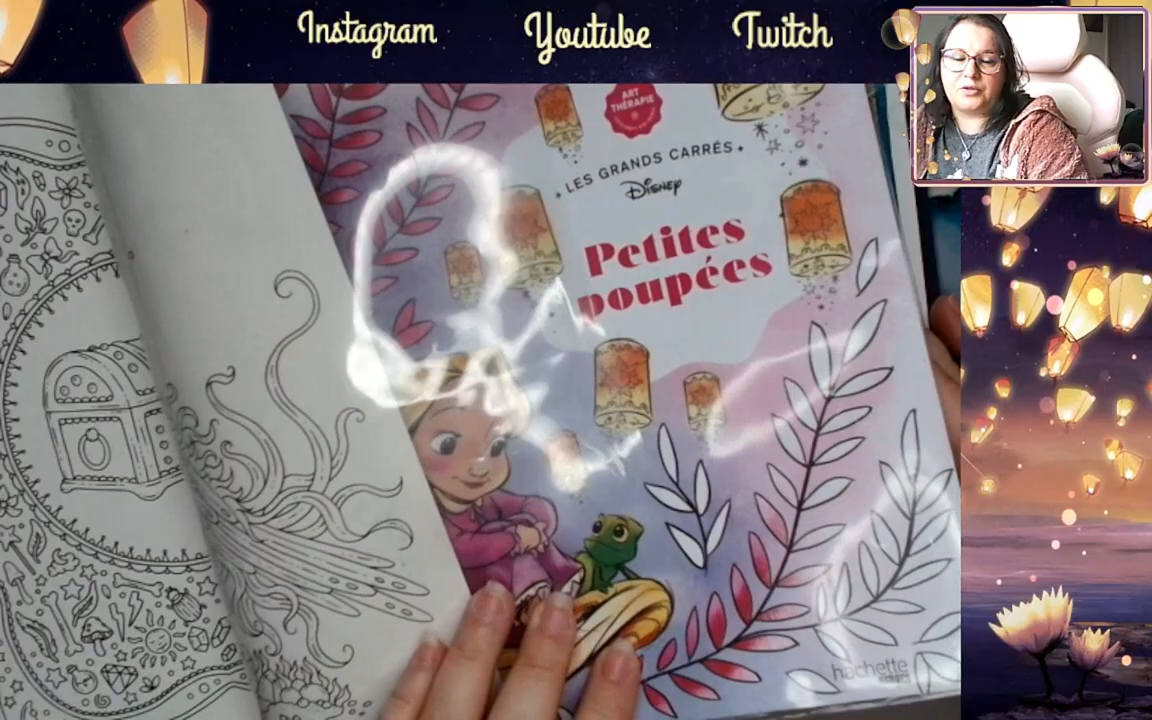 Instagram
Youtube
Twitch
ART
THÉRAPIE
LES GRANDS CARRÉS
Disney
Petites
poupées
hachette